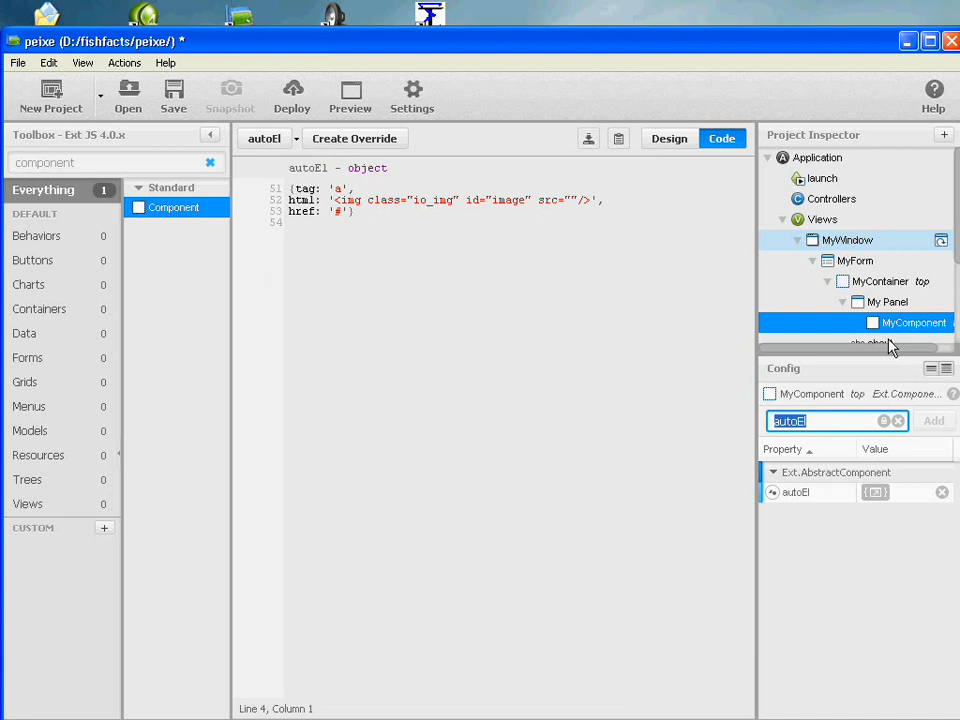 peixe (D:/fishfacts/peixe/) *
File Edit View Actions Help
New Project Open Save Snapshot Deploy Preview Settings Help
Toolbox - Ext JS 4.0.x
component
Everything 1
DEFAULT
Behaviors 0
Buttons 0
Charts 0
Containers 0
Data 0
Forms 0
Grids 0
Menus 0
Models 0
Resources 0
Trees 0
Views 0
CUSTOM +
Standard
Component
autoEl Create Override Design Code
autoEl - object
51 {tag: 'a',
52 html: '<img class="io_img" id="image" src=""/>',
53 href: '#'}
54
Line 4, Column 1
Project Inspector
Application
launch
Controllers
Views
MyWindow
MyForm
MyContainer top
My Panel
MyComponent
Config
MyComponent top Ext.Compone...
autoEl Add
Property Value
Ext.AbstractComponent
autoEl